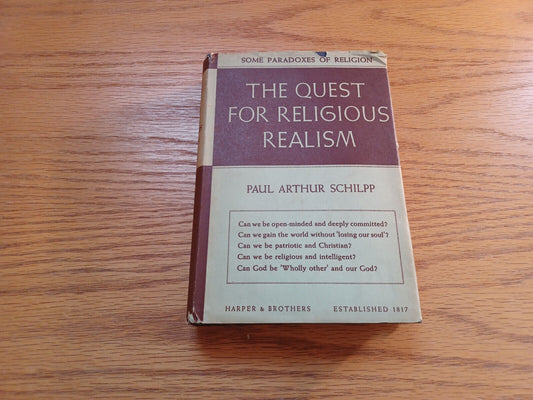 SOME PARADOXES OF RELIGION
THE QUEST
FOR RELIGIOUS
REALISM
PAUL ARTHUR SCHILPP
Can we be open-minded and deeply committed?
Can we gain the world without 'losing our soul'?
Can we be patriotic and Christian?
Can we be religious and intelligent?
Can God be 'Wholly other' and our God?
HARPER & BROTHERS ESTABLISHED 1817